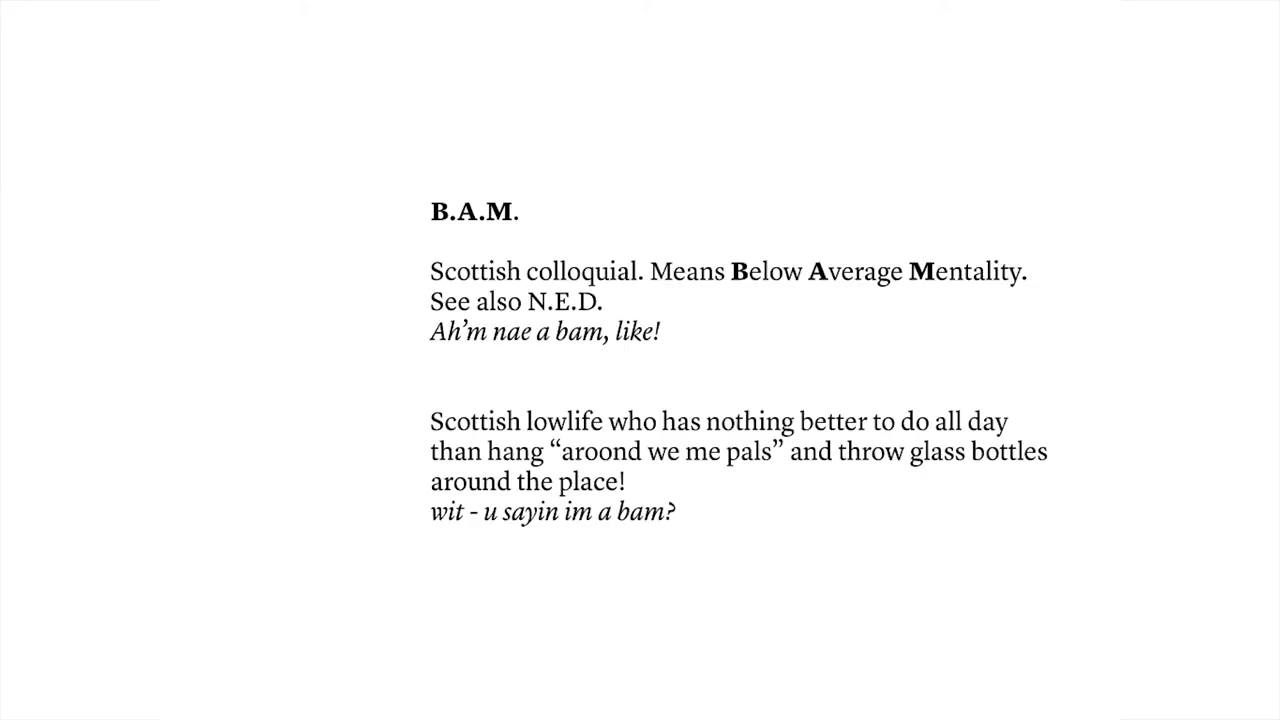 B.A.M.
Scottish colloquial. Means Below Average Mentality.
See also N.E.D.
Ah’m nae a bam, like!
Scottish lowlife who has nothing better to do all day
than hang “aroond we me pals” and throw glass bottles
around the place!
wit - u sayin im a bam?